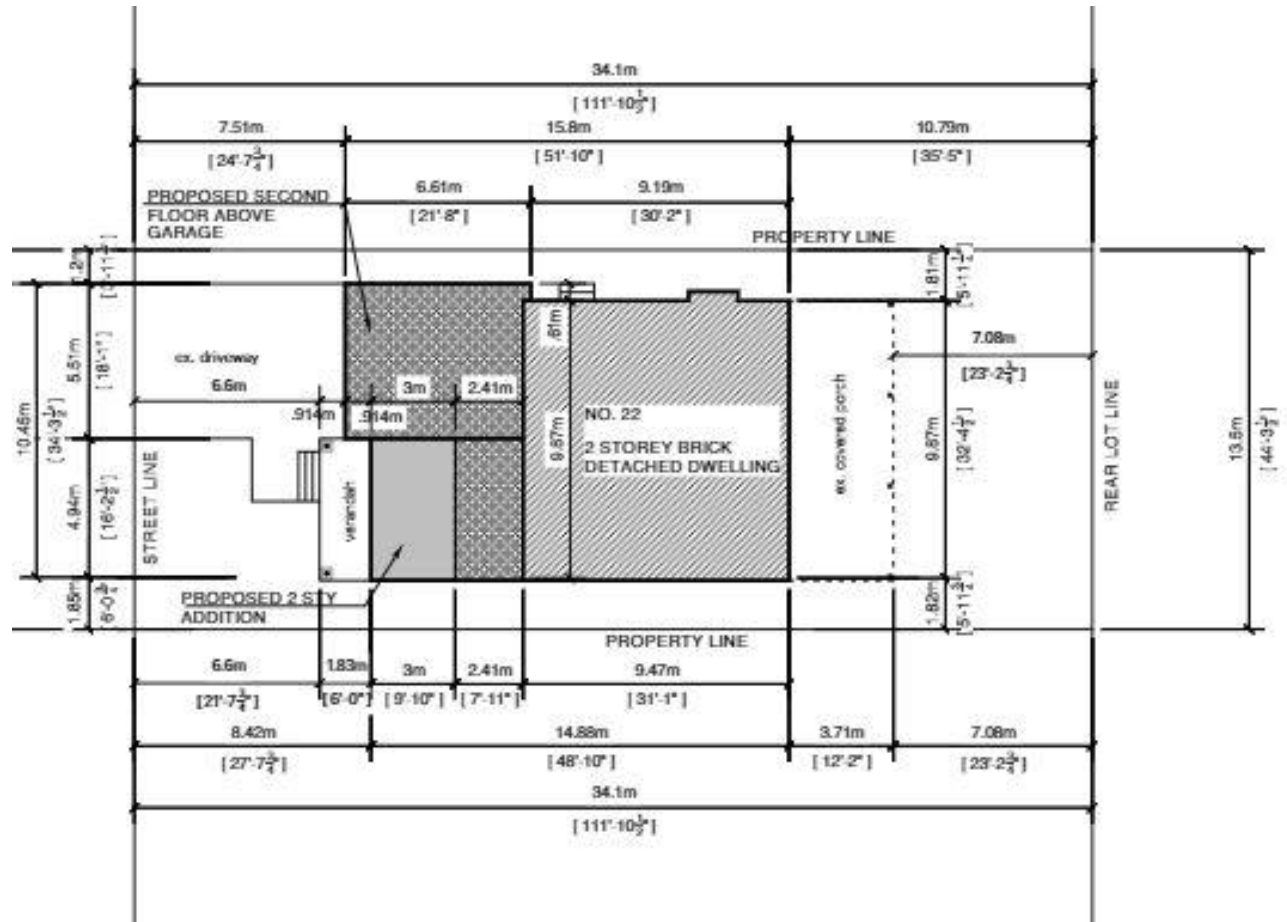 34.1m
[ 111'-10½" ]
7.51m 15.8m 10.79m
[ 24'-7¾" ] [ 51'-10" ] [ 35'-5" ]
6.61m 9.19m
[ 21'-8" ] [ 30'-2" ]
PROPOSED SECOND
FLOOR ABOVE
GARAGE
PROPERTY LINE
1.2m
1.81m
[ 5'-11½" ]
5.51m
[ 18'-1" ]
.61m
7.08m
[ 23'-2¾" ]
ex. driveway
6.6m 3m 2.41m
.914m .914m
NO. 22
2 STOREY BRICK
DETACHED DWELLING
9.87m
ex. covered porch
9.87m
[ 32'-4½" ]
REAR LOT LINE
13.5m
[ 44'-3½" ]
10.45m
[ 34'-3½" ]
4.94m
[ 16'-2½" ]
STREET LINE
verandah
1.85m
[ 6'-0¾" ]
PROPOSED 2 STY
ADDITION
1.82m
PROPERTY LINE
6.6m 1.83m 3m 2.41m 9.47m
[ 21'-7¾" ] [ 6'-0" ] [ 9'-10" ] [ 7'-11" ] [ 31'-1" ]
8.42m 14.88m 3.71m 7.08m
[ 27'-7¾" ] [ 48'-10" ] [ 12'-2" ] [ 23'-2¾" ]
34.1m
[ 111'-10½" ]